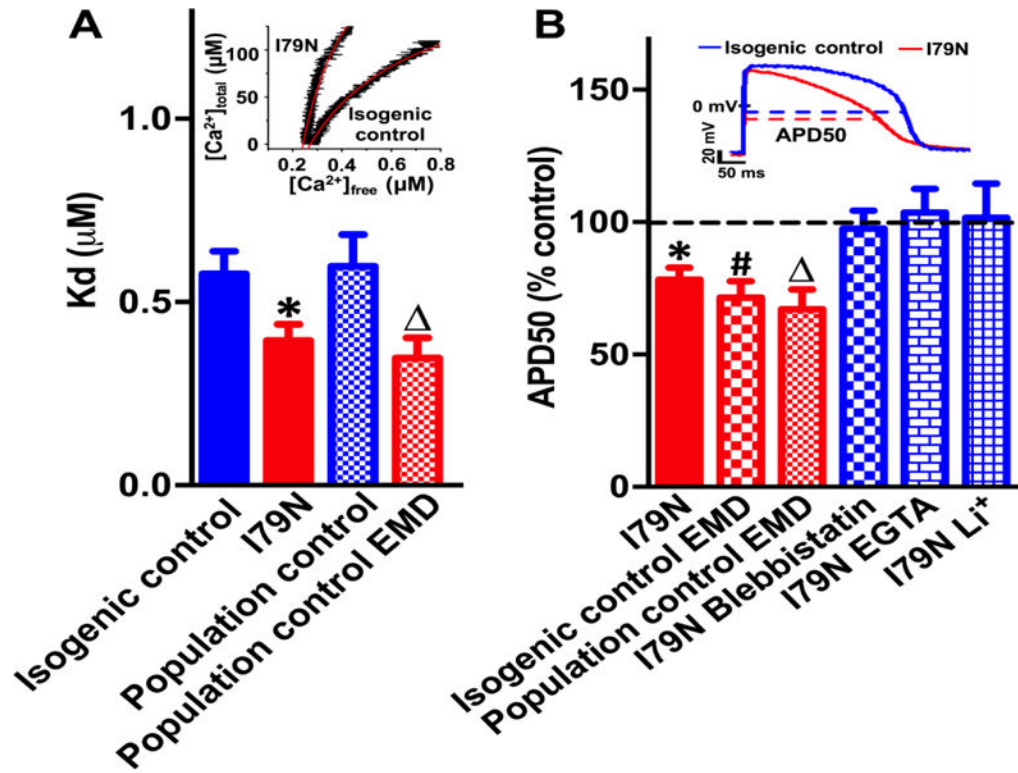 A
I79N
Isogenic
control
[Ca²⁺]total (µM)
100
50
0
0.2 0.4 0.6 0.8
[Ca²⁺]free (µM)
Kd (µM)
1.0
0.5
0.0
*
Δ
Isogenic control
I79N
Population control
Population control EMD
B
Isogenic control I79N
0 mV
APD50
20 mV
50 ms
APD50 (% control)
150
100
50
0
*
#
Δ
I79N
Isogenic control EMD
Population control EMD
I79N Blebbistatin
I79N EGTA
I79N Li⁺